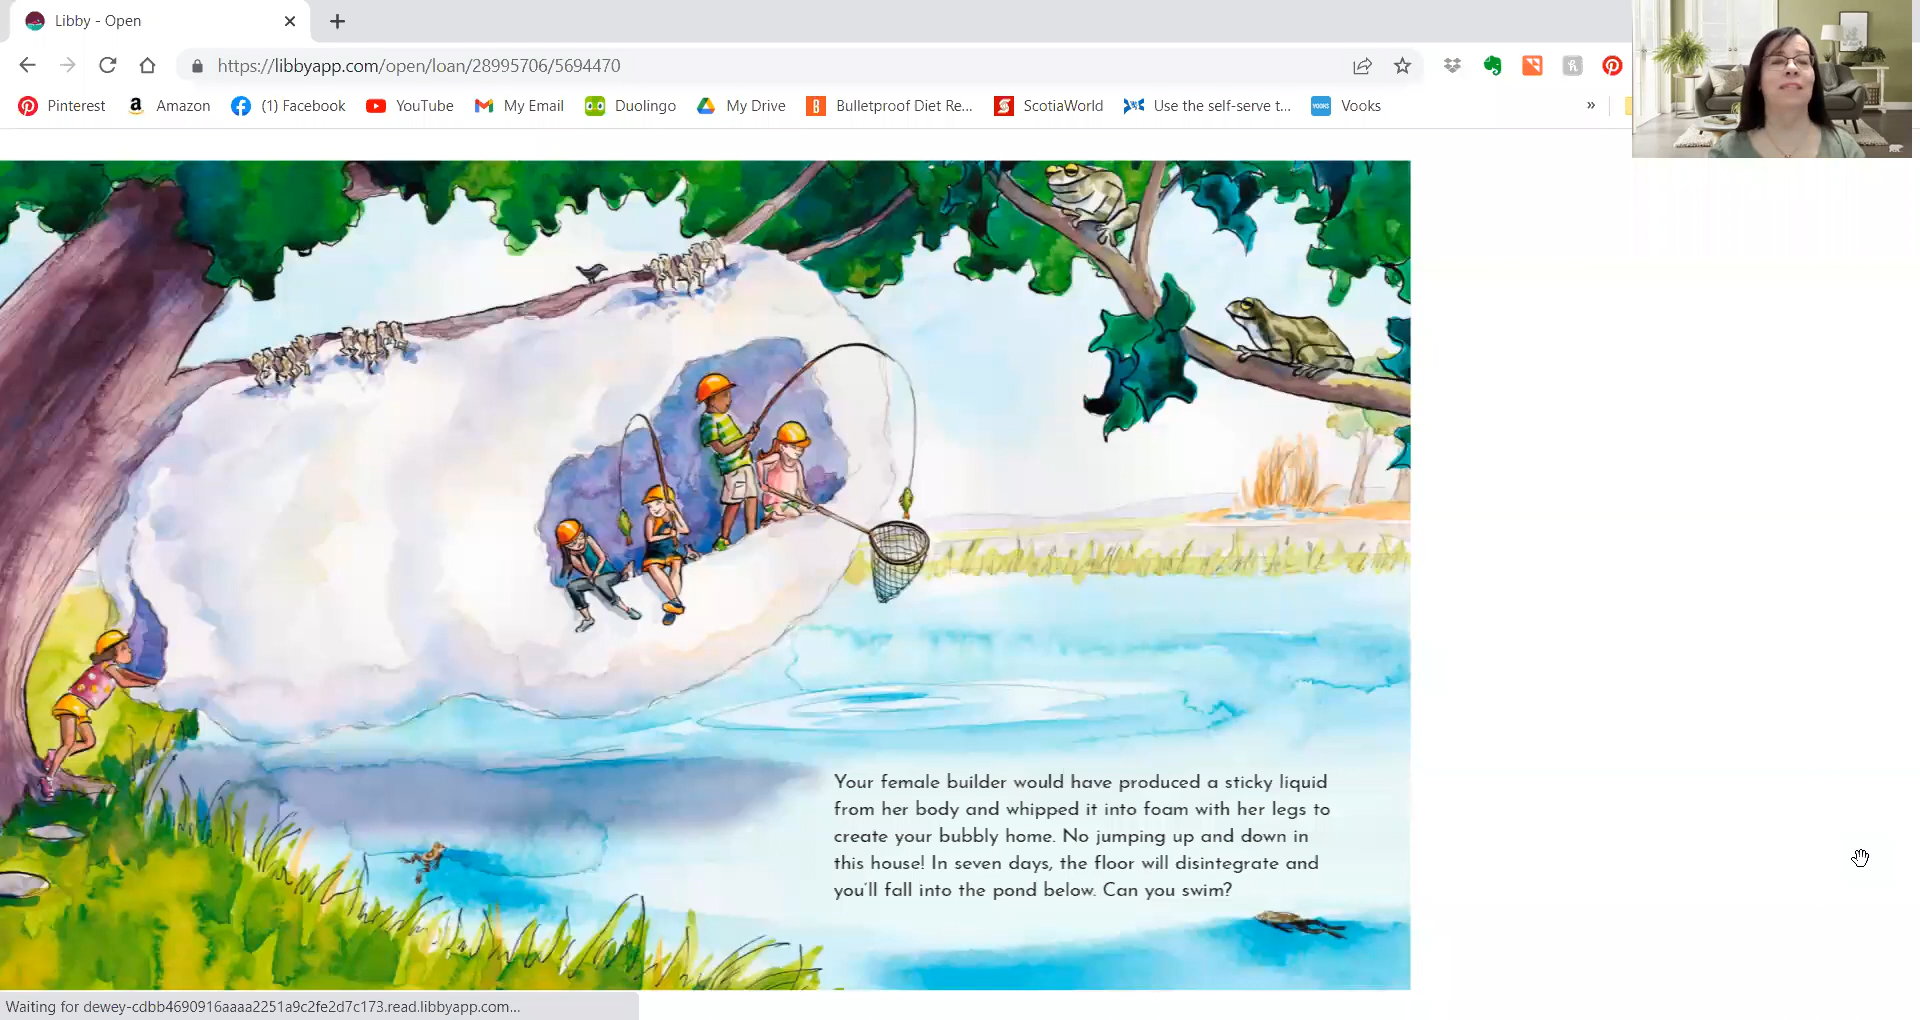 Libby - Open
https://libbyapp.com/open/loan/28995706/5694470
Pinterest Amazon (1) Facebook YouTube My Email Duolingo My Drive Bulletproof Diet Re... ScotiaWorld Use the self-serve t... Vooks »
Your female builder would have produced a sticky liquid
from her body and whipped it into foam with her legs to
create your bubbly home. No jumping up and down in
this house! In seven days, the floor will disintegrate and
you'll fall into the pond below. Can you swim?
Waiting for dewey-cdbb4690916aaaa2251a9c2fe2d7c173.read.libbyapp.com...